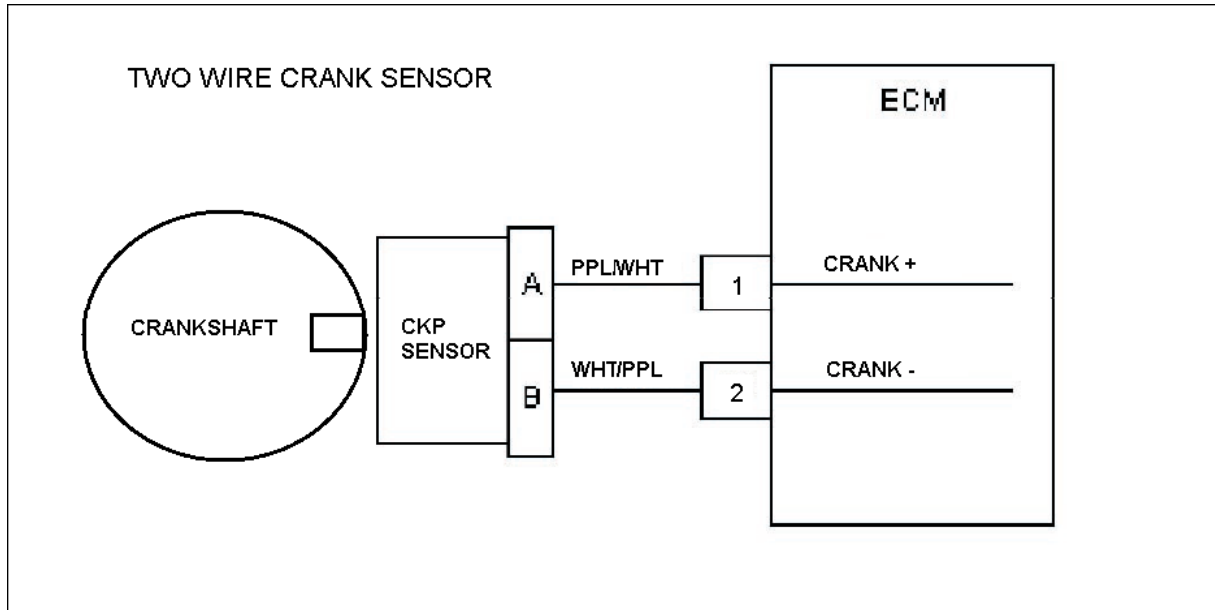 TWO WIRE CRANK SENSOR
ECM
CRANKSHAFT
CKP
SENSOR
A
B
PPL/WHT
WHT/PPL
1
2
CRANK +
CRANK -